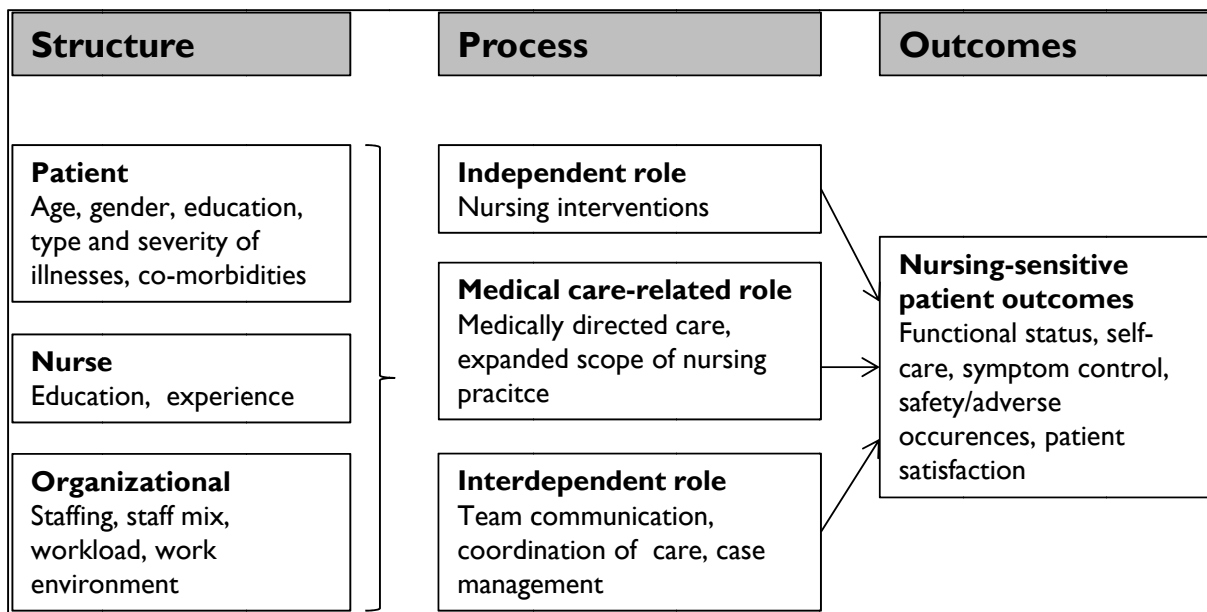 Structure
Process
Outcomes
Patient
Age, gender, education,
type and severity of
illnesses, co-morbidities
Nurse
Education,  experience
Organizational
Staffing, staff mix,
workload, work
environment
Independent role
Nursing interventions
Medical care-related role
Medically directed care,
expanded scope of nursing
pracitce
Interdependent role
Team communication,
coordination of  care, case
management
Nursing-sensitive
patient outcomes
Functional status, self-
care, symptom control,
safety/adverse
occurences, patient
satisfaction